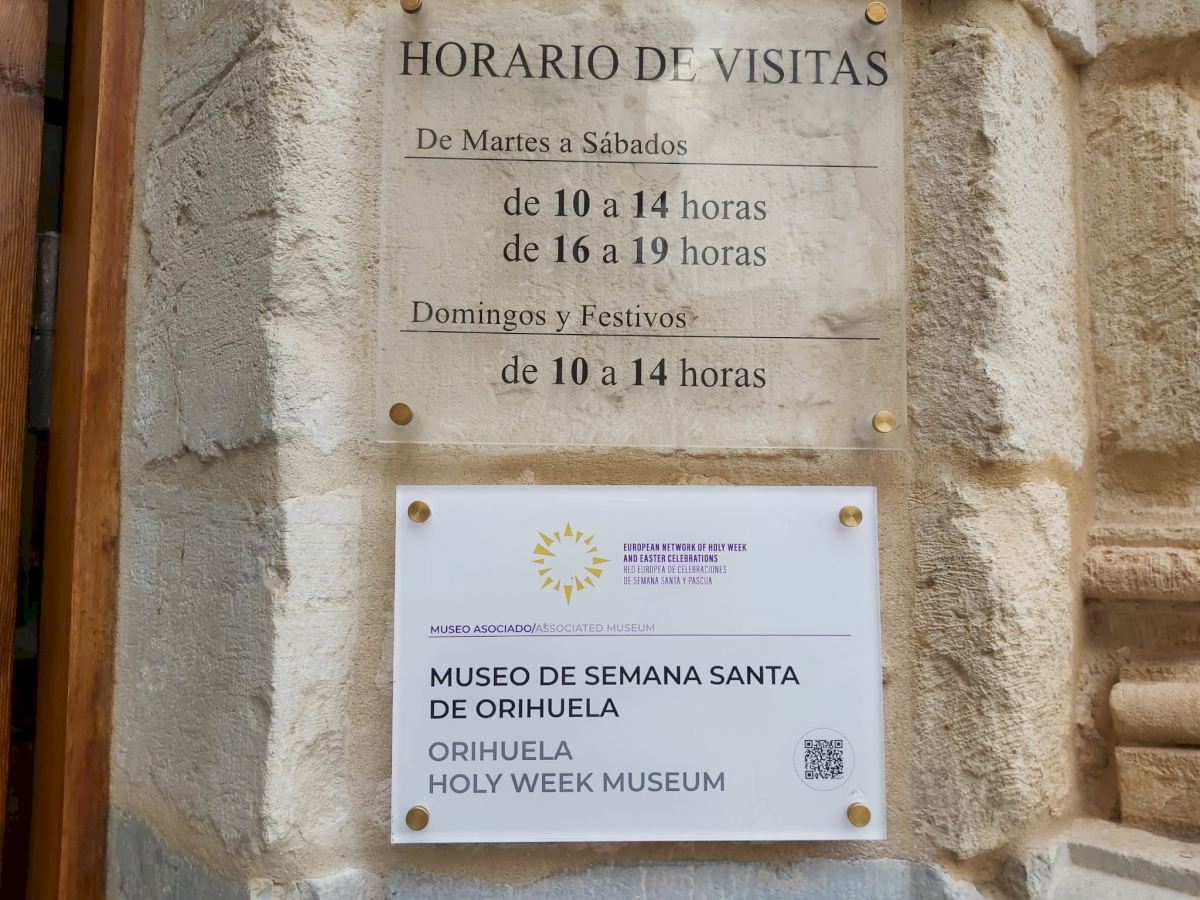 HORARIO DE VISITAS
De Martes a Sábados
de 10 a 14 horas
de 16 a 19 horas
Domingos y Festivos
de 10 a 14 horas
EUROPEAN NETWORK OF HOLY WEEK
AND EASTER CELEBRATIONS
RED EUROPEA DE CELEBRACIONES
DE SEMANA SANTA Y PASCUA
MUSEO ASOCIADO/ASSOCIATED MUSEUM
MUSEO DE SEMANA SANTA
DE ORIHUELA
ORIHUELA
HOLY WEEK MUSEUM